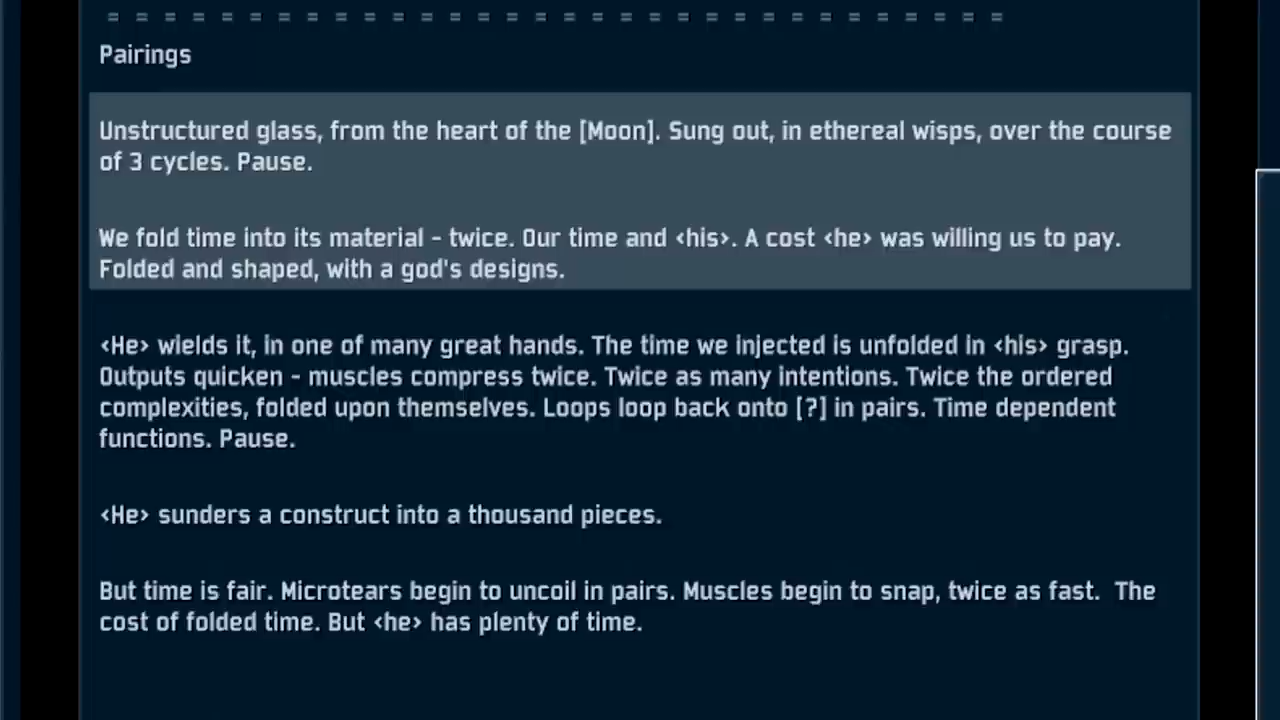 = = = = = = = = = = = = = = = = = = = = = = = = = = = = = = = =
Pairings
Unstructured glass, from the heart of the [Moon]. Sung out, in ethereal wisps, over the course
of 3 cycles. Pause.
We fold time into its material - twice. Our time and <his>. A cost <he> was willing us to pay.
Folded and shaped, with a god's designs.
<He> wields it, in one of many great hands. The time we injected is unfolded in <his> grasp.
Outputs quicken - muscles compress twice. Twice as many intentions. Twice the ordered
complexities, folded upon themselves. Loops loop back onto [?] in pairs. Time dependent
functions. Pause.
<He> sunders a construct into a thousand pieces.
But time is fair. Microtears begin to uncoil in pairs. Muscles begin to snap, twice as fast.  The
cost of folded time. But <he> has plenty of time.